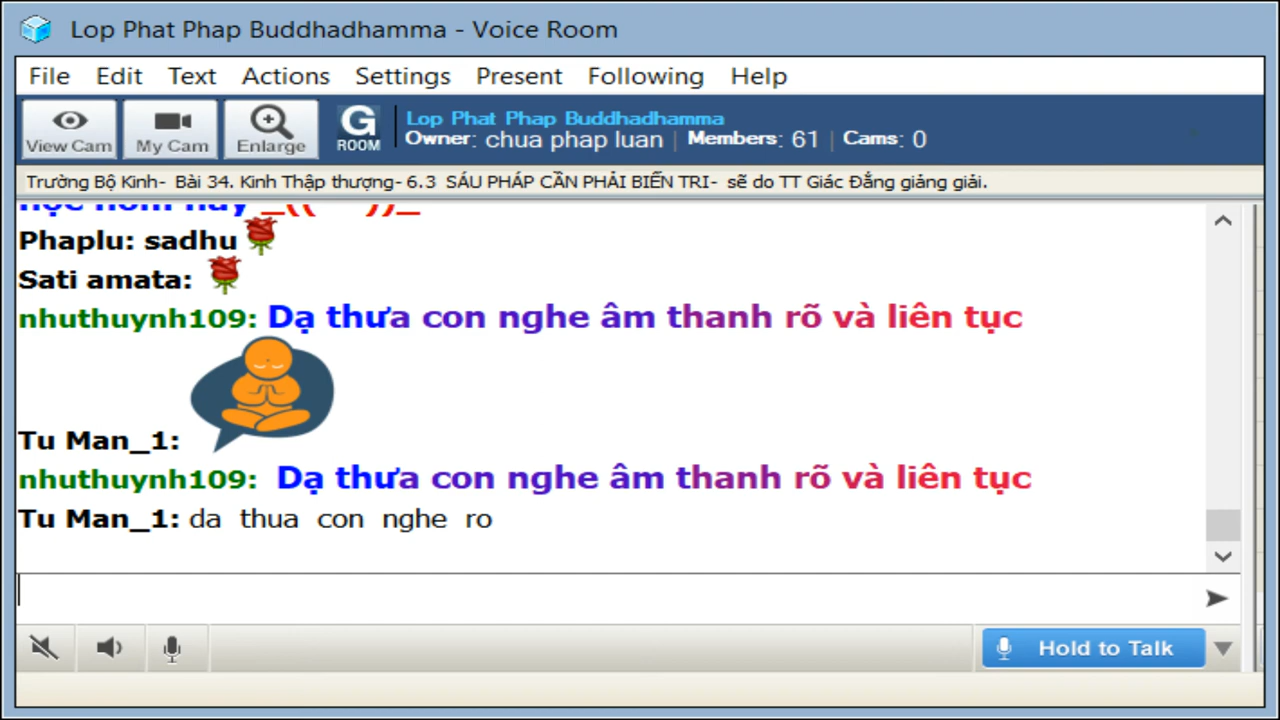 Lop Phat Phap Buddhadhamma - Voice Room
File Edit Text Actions Settings Present Following Help
View Cam My Cam Enlarge G ROOM
Lop Phat Phap Buddhadhamma
Owner: chua phap luan | Members: 61 | Cams: 0
Trường Bộ Kinh- Bài 34. Kinh Thập thượng- 6.3 SÁU PHÁP CẦN PHẢI BIẾN TRI- sẽ do TT Giác Đẳng giảng giải.
Phaplu: sadhu
Sati amata:
nhuthuynh109: Dạ thưa con nghe âm thanh rõ và liên tục
Tu Man_1:
nhuthuynh109: Dạ thưa con nghe âm thanh rõ và liên tục
Tu Man_1: da thua con nghe ro
Hold to Talk